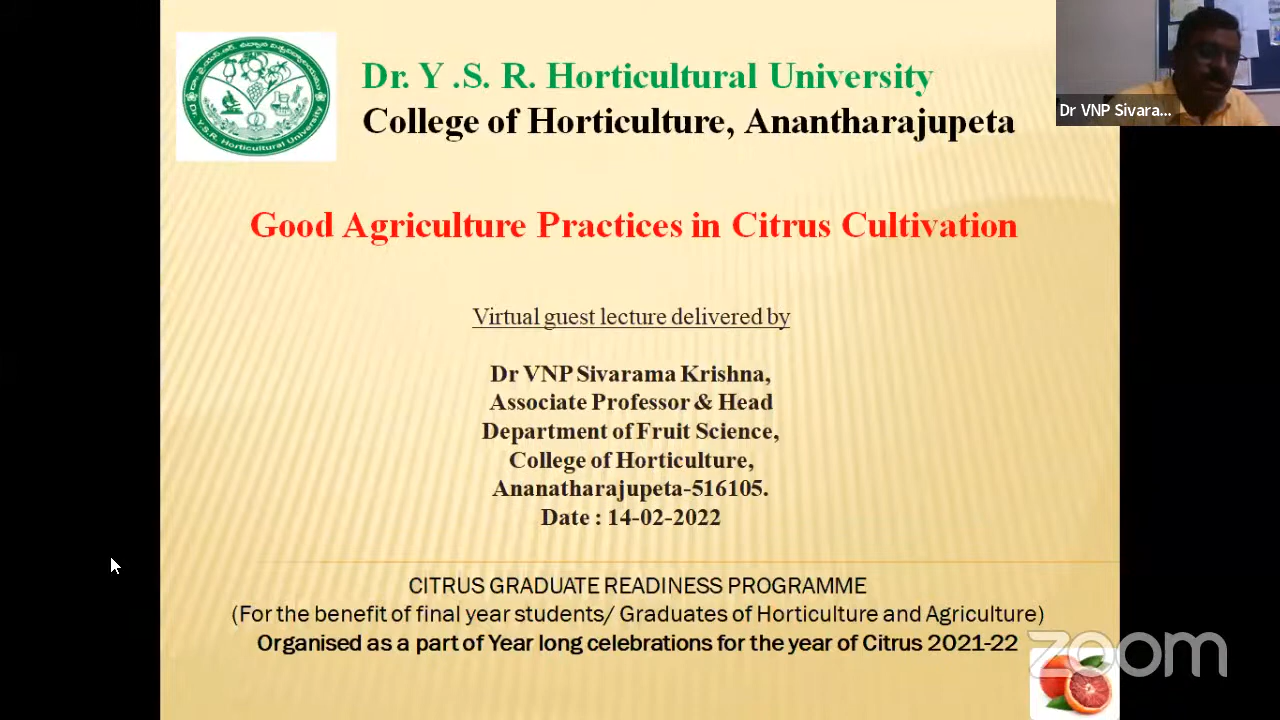 Dr. Y .S. R. Horticultural University
College of Horticulture, Anantharajupeta
Dr. Y.S.R. Horticultural University
Dr VNP Sivara...
Good Agriculture Practices in Citrus Cultivation
Virtual guest lecture delivered by
Dr VNP Sivarama Krishna,
Associate Professor & Head
Department of Fruit Science,
College of Horticulture,
Ananatharajupeta-516105.
Date : 14-02-2022
CITRUS GRADUATE READINESS PROGRAMME
(For the benefit of final year students/ Graduates of Horticulture and Agriculture)
Organised as a part of Year long celebrations for the year of Citrus 2021-22
zoom